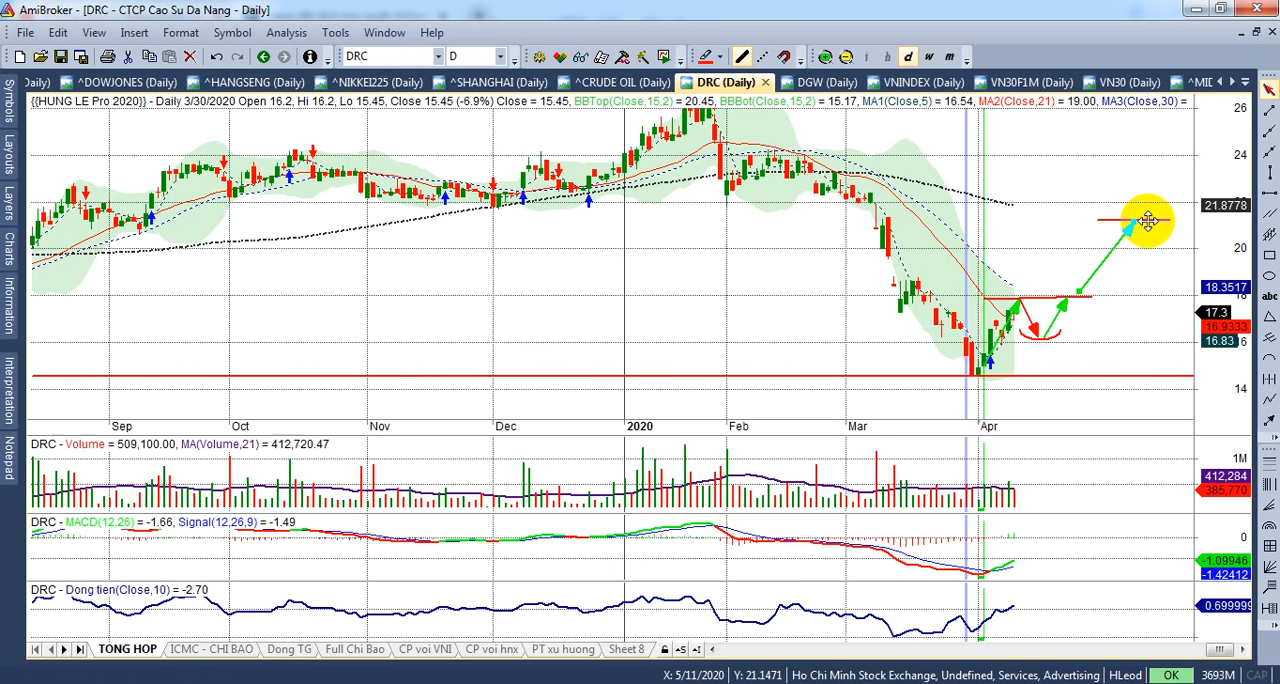 AmiBroker - [DRC - CTCP Cao Su Da Nang - Daily]
File Edit View Insert Format Symbol Analysis Tools Window Help
DRC D i h d w m
Daily) ^DOWJONES (Daily) ^HANGSENG (Daily) ^NIKKEI225 (Daily) ^SHANGHAI (Daily) ^CRUDE OIL (Daily) DRC (Daily) DGW (Daily) VNINDEX (Daily) VN30F1M (Daily) VN30 (Daily) ^MID
{{HUNG LE Pro 2020}} - Daily 3/30/2020 Open 16.2, Hi 16.2, Lo 15.45, Close 15.45 (-6.9%) Close = 15.45, BBTop(Close,15,2) = 20.45, BBBot(Close,15,2) = 15.17, MA1(Close,5) = 16.54, MA2(Close,21) = 19.00, MA3(Close,30) =
Symbols
Layouts
Layers
Charts
Information
Interpretation
Notepad
26
24
21.8778
20
18.3517
18
17.3
16.9333
16.83
16
14
abc
Sep Oct Nov Dec 2020 Feb Mar Apr
DRC - Volume = 509,100.00, MA(Volume,21) = 412,720.47
1M
412,284
385,770
DRC - MACD(12,26) = -1.66, Signal(12,26,9) = -1.49
0
-1.09946
-1.42412
DRC - Dong tien(Close,10) = -2.70
0.699999
TONG HOP ICMC - CHI BAO Dong TG Full Chi Bao CP voi VNI CP voi hnx PT xu huong Sheet 8
X: 5/11/2020 Y: 21.1471 Ho Chi Minh Stock Exchange, Undefined, Services, Advertising HLeod OK 3693M CAP